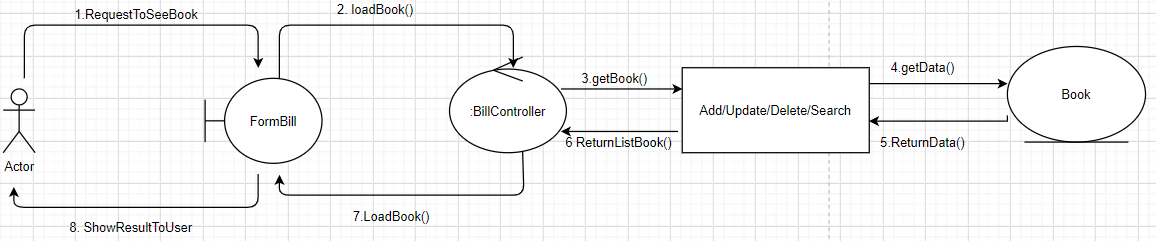 1.RequestToSeeBook
2. loadBook()
3.getBook()
4.getData()
FormBill
:BillController
Add/Update/Delete/Search
Book
6 ReturnListBook()
5.ReturnData()
Actor
7.LoadBook()
8. ShowResultToUser